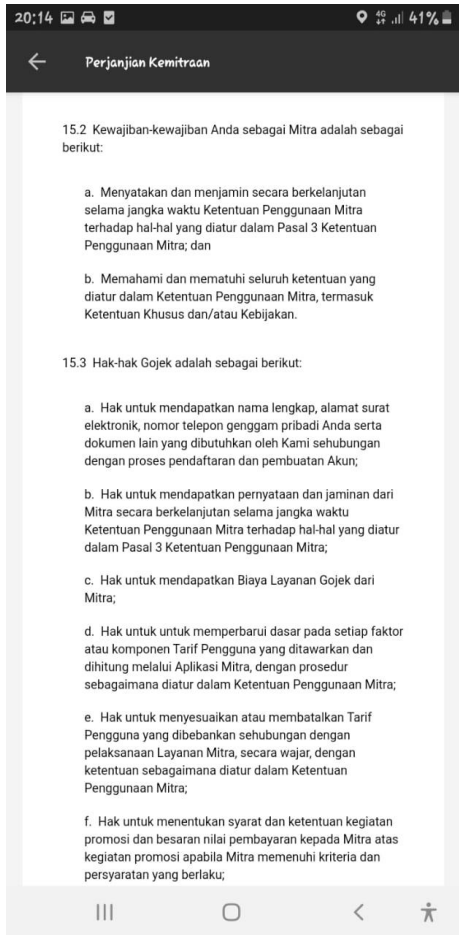 20:14 4G 41%
Perjanjian Kemitraan
15.2 Kewajiban-kewajiban Anda sebagai Mitra adalah sebagai
berikut:
a. Menyatakan dan menjamin secara berkelanjutan
selama jangka waktu Ketentuan Penggunaan Mitra
terhadap hal-hal yang diatur dalam Pasal 3 Ketentuan
Penggunaan Mitra; dan
b. Memahami dan mematuhi seluruh ketentuan yang
diatur dalam Ketentuan Penggunaan Mitra, termasuk
Ketentuan Khusus dan/atau Kebijakan.
15.3 Hak-hak Gojek adalah sebagai berikut:
a. Hak untuk mendapatkan nama lengkap, alamat surat
elektronik, nomor telepon genggam pribadi Anda serta
dokumen lain yang dibutuhkan oleh Kami sehubungan
dengan proses pendaftaran dan pembuatan Akun;
b. Hak untuk mendapatkan pernyataan dan jaminan dari
Mitra secara berkelanjutan selama jangka waktu
Ketentuan Penggunaan Mitra terhadap hal-hal yang diatur
dalam Pasal 3 Ketentuan Penggunaan Mitra;
c. Hak untuk mendapatkan Biaya Layanan Gojek dari
Mitra;
d. Hak untuk untuk memperbarui dasar pada setiap faktor
atau komponen Tarif Pengguna yang ditawarkan dan
dihitung melalui Aplikasi Mitra, dengan prosedur
sebagaimana diatur dalam Ketentuan Penggunaan Mitra;
e. Hak untuk menyesuaikan atau membatalkan Tarif
Pengguna yang dibebankan sehubungan dengan
pelaksanaan Layanan Mitra, secara wajar, dengan
ketentuan sebagaimana diatur dalam Ketentuan
Penggunaan Mitra;
f. Hak untuk menentukan syarat dan ketentuan kegiatan
promosi dan besaran nilai pembayaran kepada Mitra atas
kegiatan promosi apabila Mitra memenuhi kriteria dan
persyaratan yang berlaku;